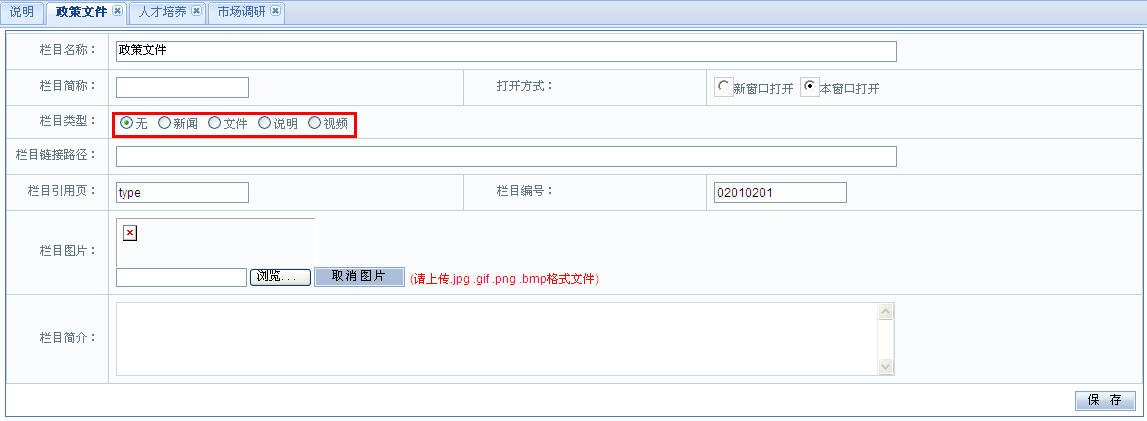 说明 政策文件 人才培养 市场调研
栏目名称： 政策文件
栏目简称： 打开方式： 新窗口打开 本窗口打开
栏目类型： 无 新闻 文件 说明 视频
栏目链接路径：
栏目引用页： type 栏目编号： 02010201
栏目图片：
浏览... 取消图片 (请上传.jpg .gif .png .bmp格式文件)
栏目简介：
保 存